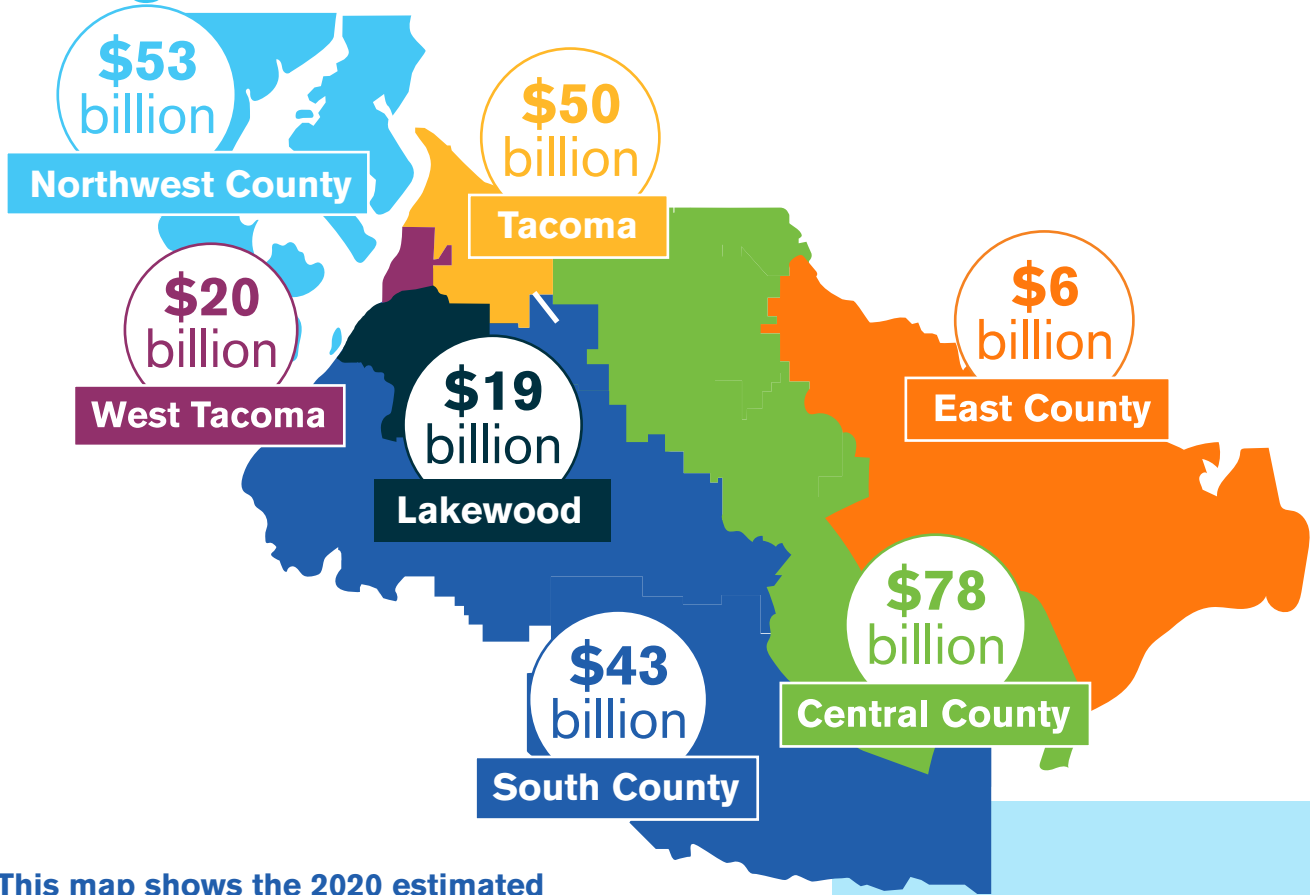 $53
billion
Northwest County
$50
billion
Tacoma
$20
billion
West Tacoma
$6
billion
East County
$19
billion
Lakewood
$78
billion
Central County
$43
billion
South County
This map shows the 2020 estimated